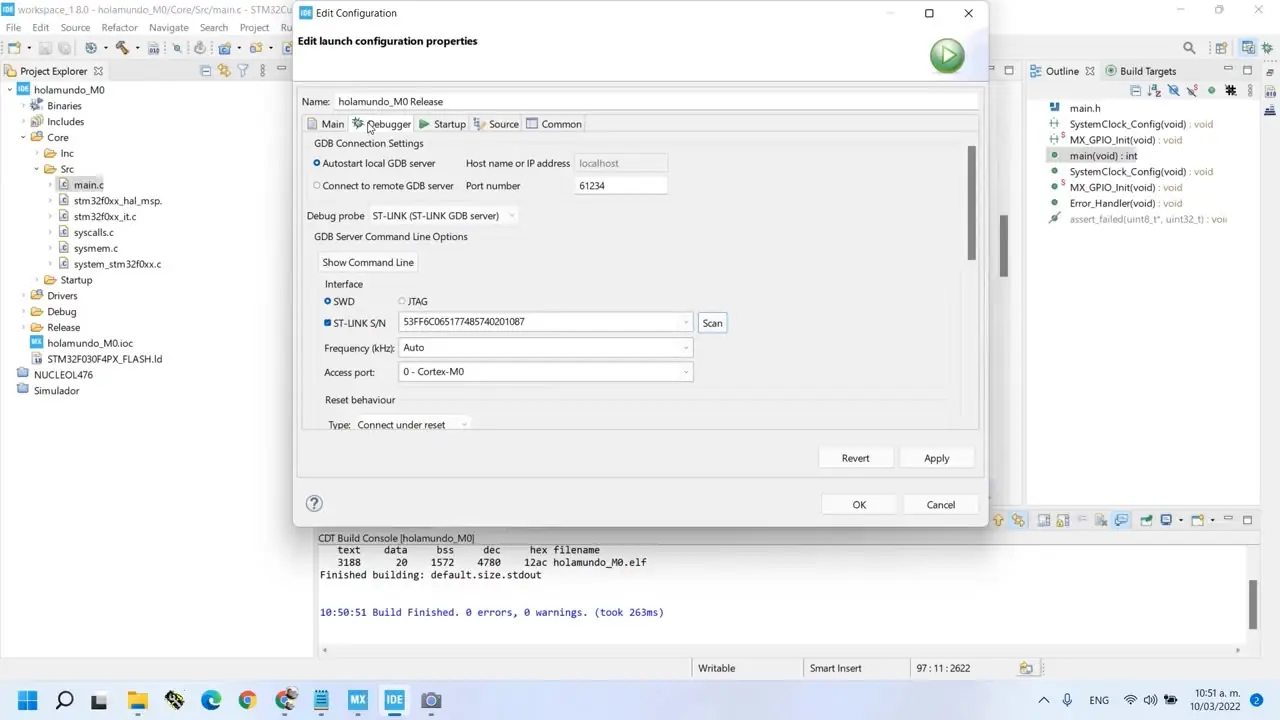 workspace_1.8.0 - holamundo_M0/Core/Src/main.c - STM32Cu
File Edit Source Refactor Navigate Search Project Ru
IDE Edit Configuration
Edit launch configuration properties
Name: holamundo_M0 Release
Main Debugger Startup Source Common
GDB Connection Settings
Autostart local GDB server Host name or IP address localhost
Connect to remote GDB server Port number 61234
Debug probe ST-LINK (ST-LINK GDB server)
GDB Server Command Line Options
Show Command Line
Interface
SWD JTAG
ST-LINK S/N 53FF6C065177485740201087 Scan
Frequency (kHz): Auto
Access port: 0 - Cortex-M0
Reset behaviour
Type: Connect under reset
Revert Apply
OK Cancel
Project Explorer
holamundo_M0
Binaries
Includes
Core
Inc
Src
main.c
stm32f0xx_hal_msp.
stm32f0xx_it.c
syscalls.c
sysmem.c
system_stm32f0xx.c
Startup
Drivers
Debug
Release
holamundo_M0.ioc
STM32F030F4PX_FLASH.ld
NUCLEOL476
Simulador
Outline Build Targets
main.h
SystemClock_Config(void) : void
MX_GPIO_Init(void) : void
main(void) : int
SystemClock_Config(void) : void
MX_GPIO_Init(void) : void
Error_Handler(void) : void
assert_failed(uint8_t*, uint32_t) : voi
CDT Build Console [holamundo_M0]
text data bss dec hex filename
3188 20 1572 4780 12ac holamundo_M0.elf
Finished building: default.size.stdout
10:50:51 Build Finished. 0 errors, 0 warnings. (took 263ms)
Writable Smart Insert 97 : 11 : 2622
MX IDE ENG 10:51 a. m.
10/03/2022 2